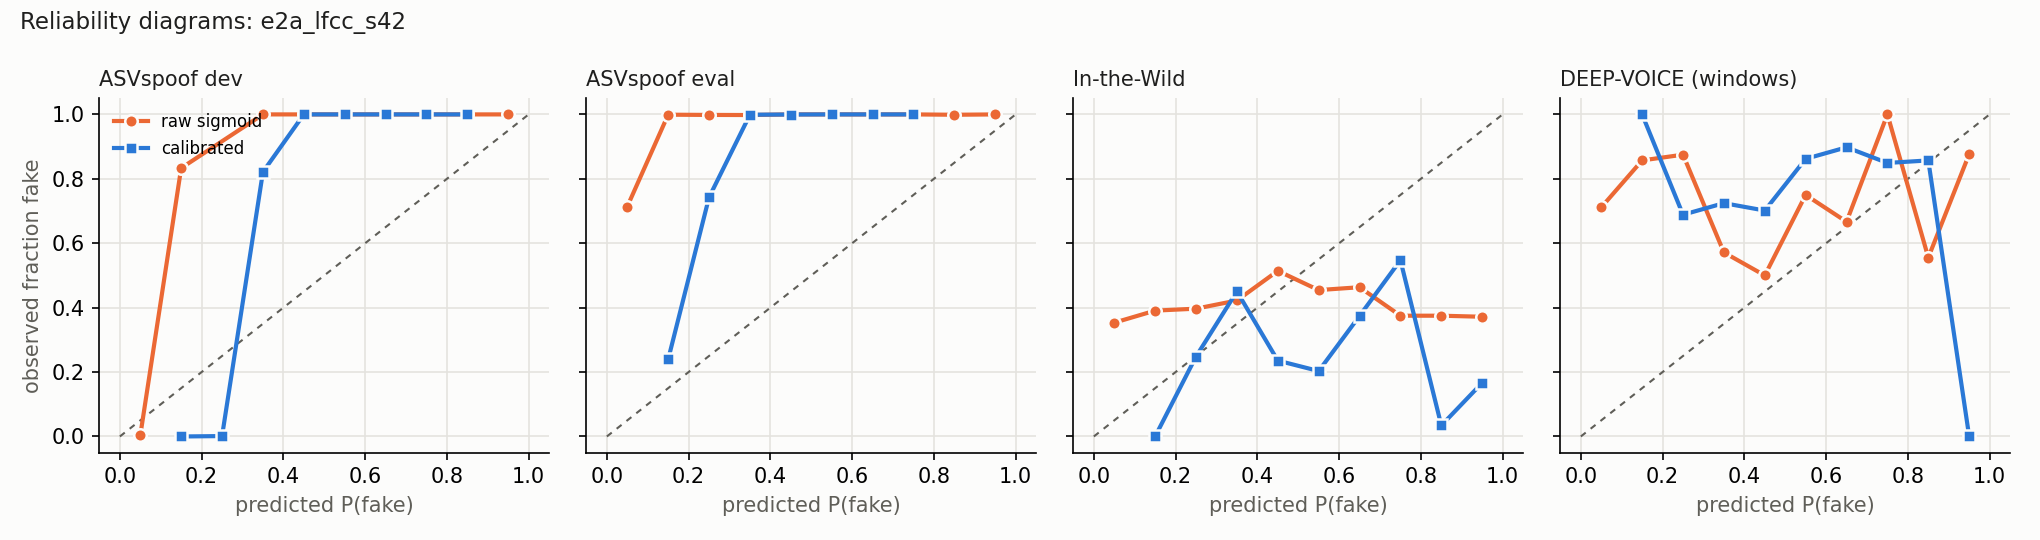 Reliability diagrams: e2a_lfcc_s42
ASVspoof dev
ASVspoof eval
In-the-Wild
DEEP-VOICE (windows)
observed fraction fake
1.0
0.8
0.6
0.4
0.2
0.0
raw sigmoid
calibrated
0.0 0.2 0.4 0.6 0.8 1.0
0.0 0.2 0.4 0.6 0.8 1.0
0.0 0.2 0.4 0.6 0.8 1.0
0.0 0.2 0.4 0.6 0.8 1.0
predicted P(fake)
predicted P(fake)
predicted P(fake)
predicted P(fake)